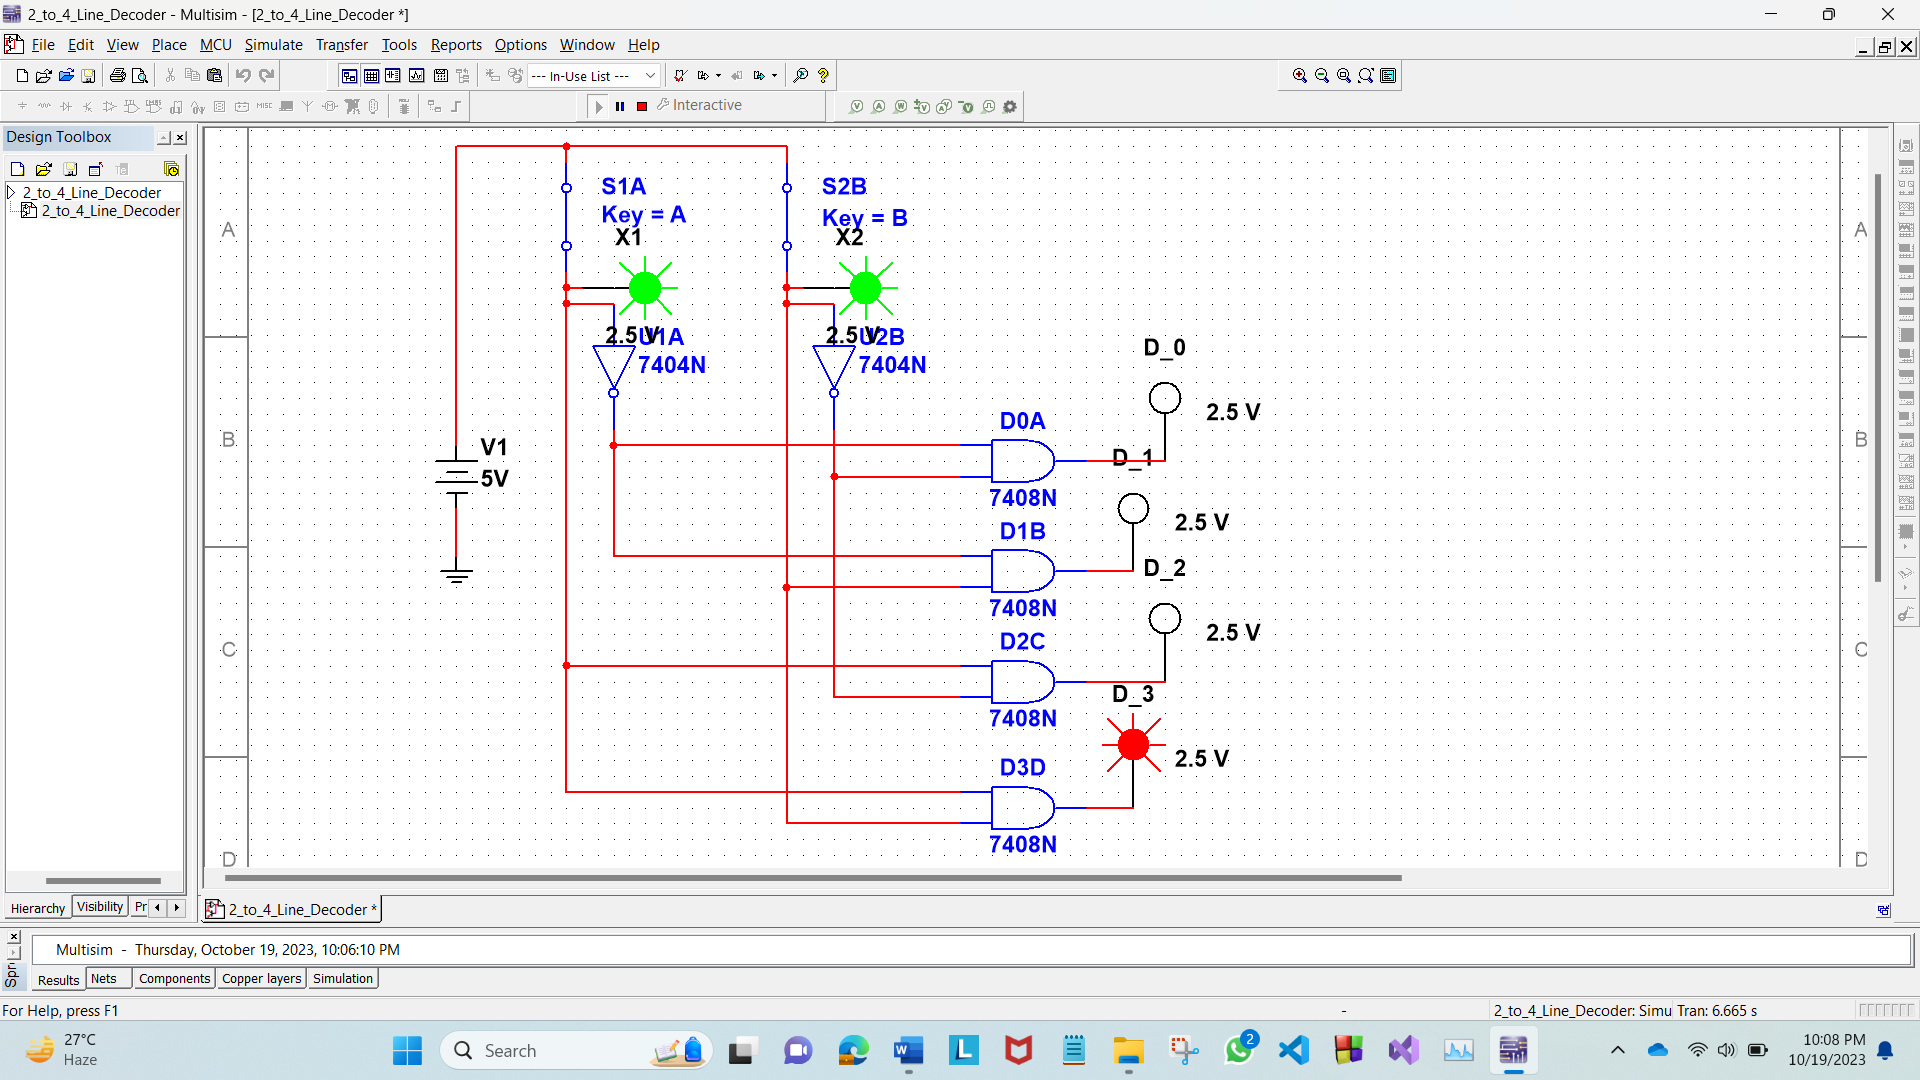 2_to_4_Line_Decoder - Multisim - [2_to_4_Line_Decoder *]
File Edit View Place MCU Simulate Transfer Tools Reports Options Window Help
--- In-Use List ---
Interactive
Design Toolbox
2_to_4_Line_Decoder
2_to_4_Line_Decoder
A
B
C
D
A
B
C
D
S1A
Key = A
X1
2.5 V
U1A
7404N
S2B
Key = B
X2
2.5 V
U2B
7404N
V1
5V
D_0
2.5 V
D0A
7408N
D_1
2.5 V
D1B
7408N
D_2
2.5 V
D2C
7408N
D_3
2.5 V
D3D
7408N
Hierarchy Visibility Pr
2_to_4_Line_Decoder *
Multisim - Thursday, October 19, 2023, 10:06:10 PM
Spr
Results Nets Components Copper layers Simulation
For Help, press F1
-
2_to_4_Line_Decoder: Simu Tran: 6.665 s
27°C
Haze
Search
2
10:08 PM
10/19/2023